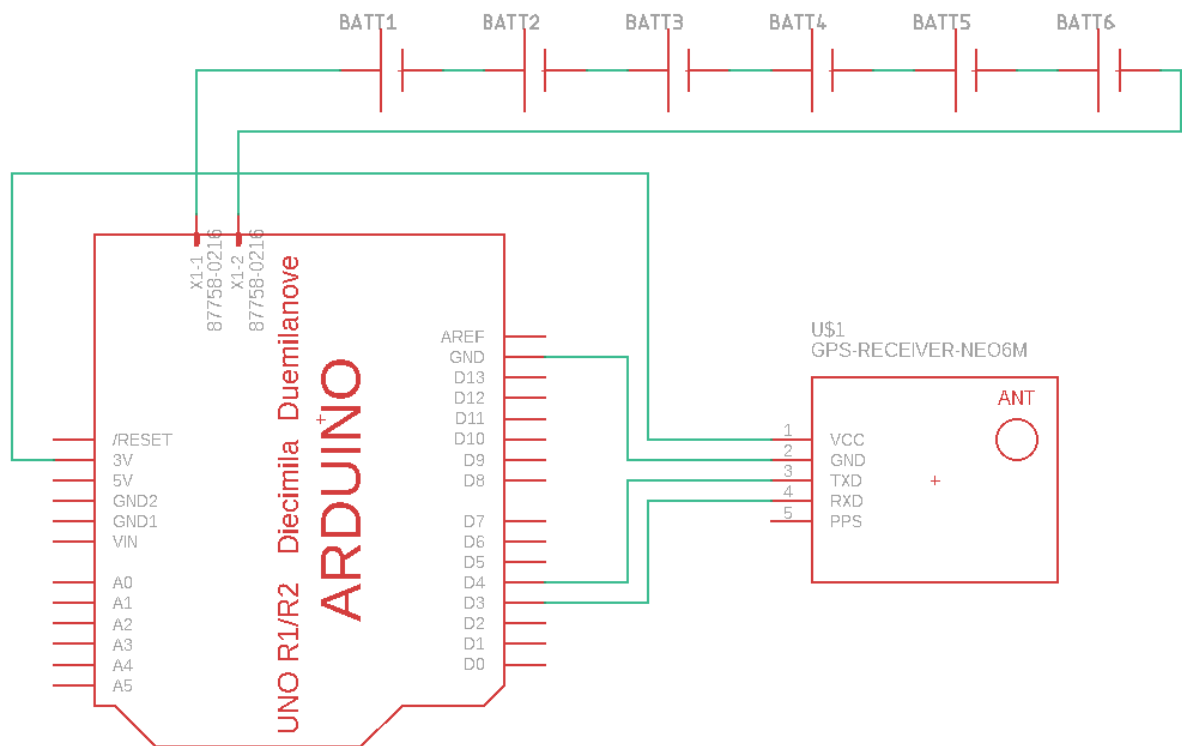 BATT1
BATT2
BATT3
BATT4
BATT5
BATT6
X1-1
87758-0216
X1-2
87758-0216
UNO R1/R2 Diecimila Duemilanove
ARDUINO
/RESET
3V
5V
GND2
GND1
VIN
A0
A1
A2
A3
A4
A5
AREF
GND
D13
D12
D11
D10
D9
D8
D7
D6
D5
D4
D3
D2
D1
D0
U$1
GPS-RECEIVER-NEO6M
ANT
1 VCC
2 GND
3 TXD
4 RXD
5 PPS